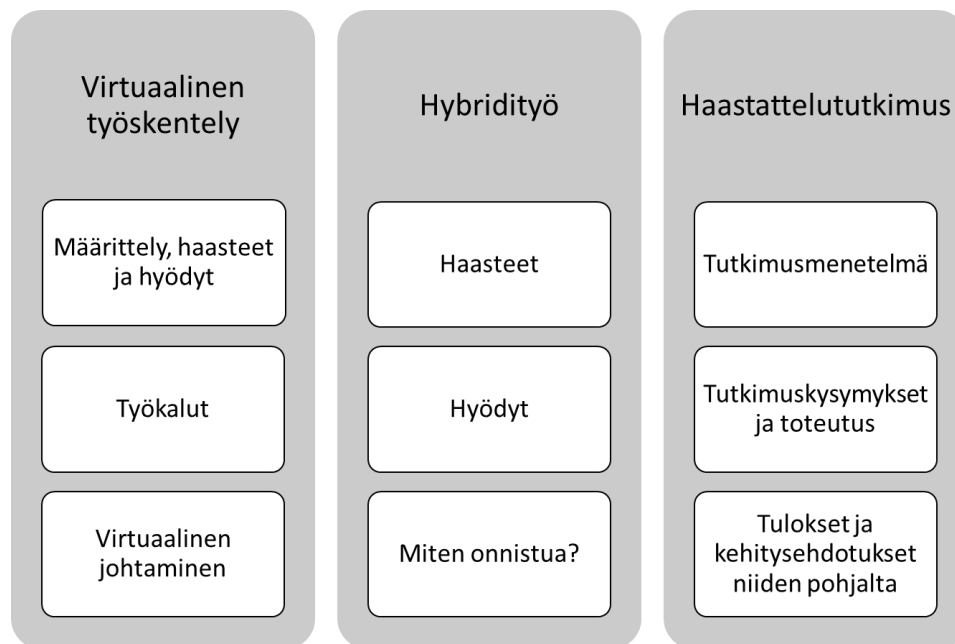 Virtuaalinen
työskentely
Määrittely, haasteet
ja hyödyt
Työkalut
Virtuaalinen
johtaminen
Hybridityö
Haasteet
Hyödyt
Miten onnistua?
Haastattelututkimus
Tutkimusmenetelmä
Tutkimuskysymykset
ja toteutus
Tulokset ja
kehitysehdotukset
niiden pohjalta